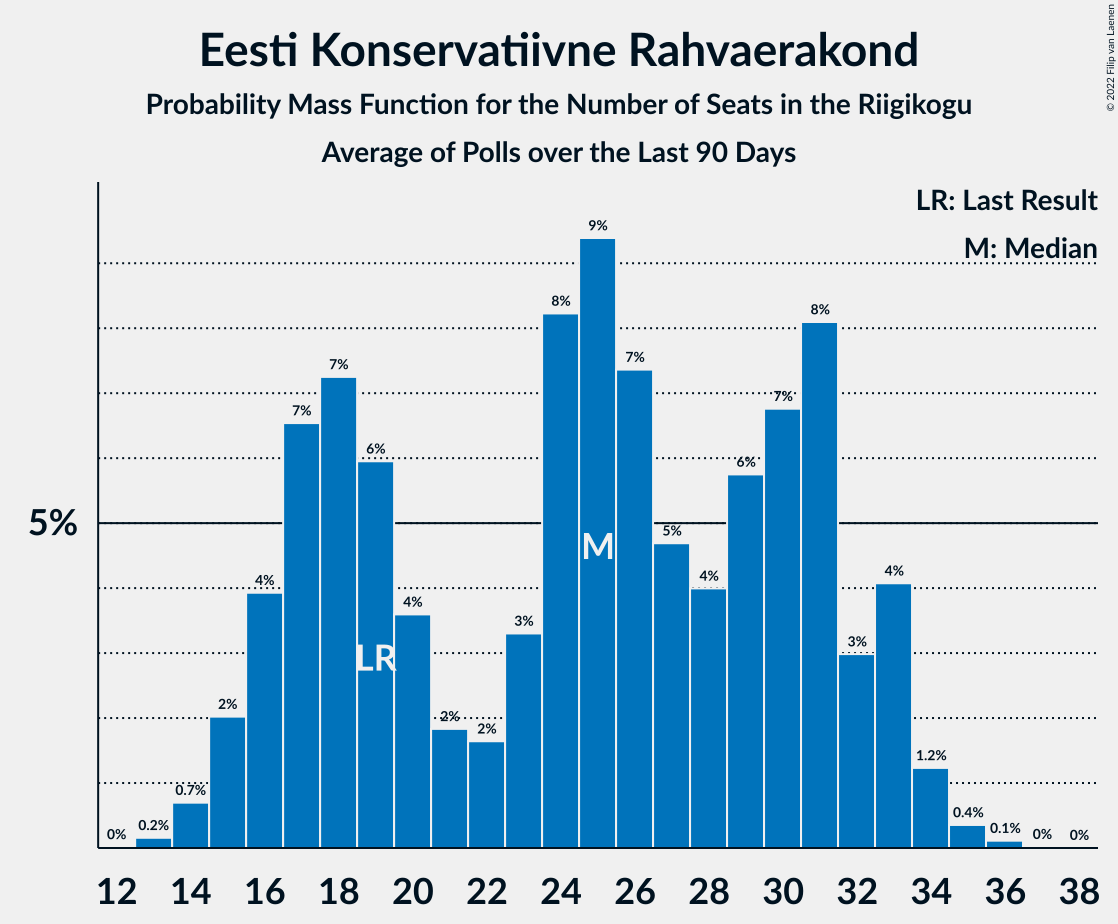 Eesti Konservatiivne Rahvaerakond
Probability Mass Function for the Number of Seats in the Riigikogu
Average of Polls over the Last 90 Days
© 2022 Filip van Laenen
LR: Last Result
M: Median
5%
0% 0.2% 0.7% 2% 4% 7% 7% 6% 4% 2% 2% 3% 8% 9% 7% 5% 4% 6% 7% 8% 3% 4% 1.2% 0.4% 0.1% 0% 0%
LR
M
12 14 16 18 20 22 24 26 28 30 32 34 36 38